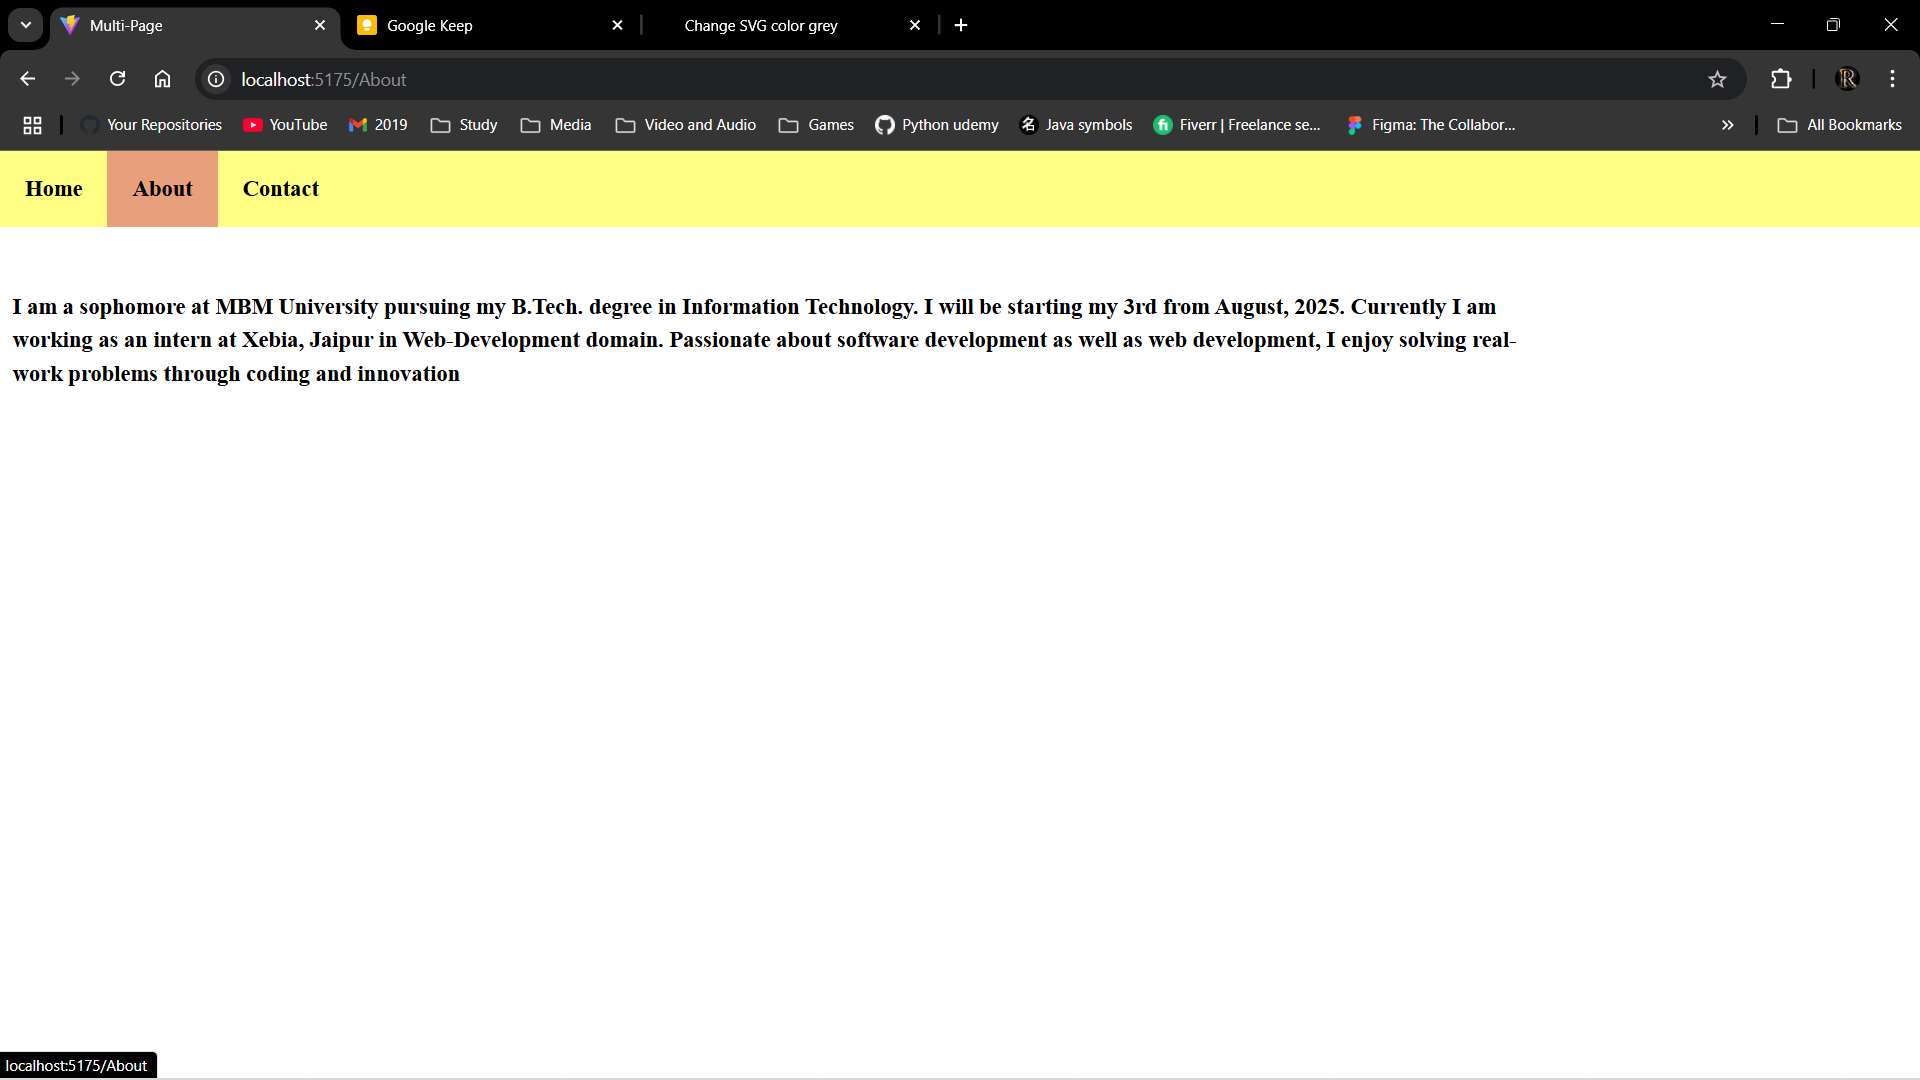 Multi-Page
Google Keep
Change SVG color grey
localhost:5175/About
Your Repositories
YouTube
2019
Study
Media
Video and Audio
Games
Python udemy
名
Java symbols
fi
Fiverr | Freelance se...
Figma: The Collabor...
All Bookmarks
Home
About
Contact
I am a sophomore at MBM University pursuing my B.Tech. degree in Information Technology. I will be starting my 3rd from August, 2025. Currently I am
working as an intern at Xebia, Jaipur in Web-Development domain. Passionate about software development as well as web development, I enjoy solving real-
work problems through coding and innovation
localhost:5175/About